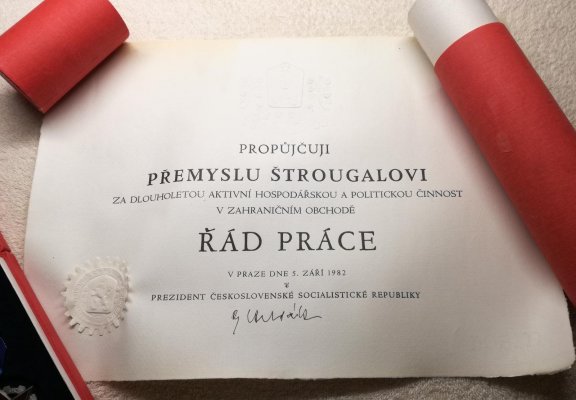 PROPŮJČUJI
PŘEMYSLU ŠTROUGALOVI
ZA DLOUHOLETOU AKTIVNÍ HOSPODÁŘSKOU A POLITICKOU ČINNOST
V ZAHRANIČNÍM OBCHODĚ
ŘÁD PRÁCE
V PRAZE DNE 5. ZÁŘÍ 1982
PREZIDENT ČESKOSLOVENSKÉ SOCIALISTICKÉ REPUBLIKY